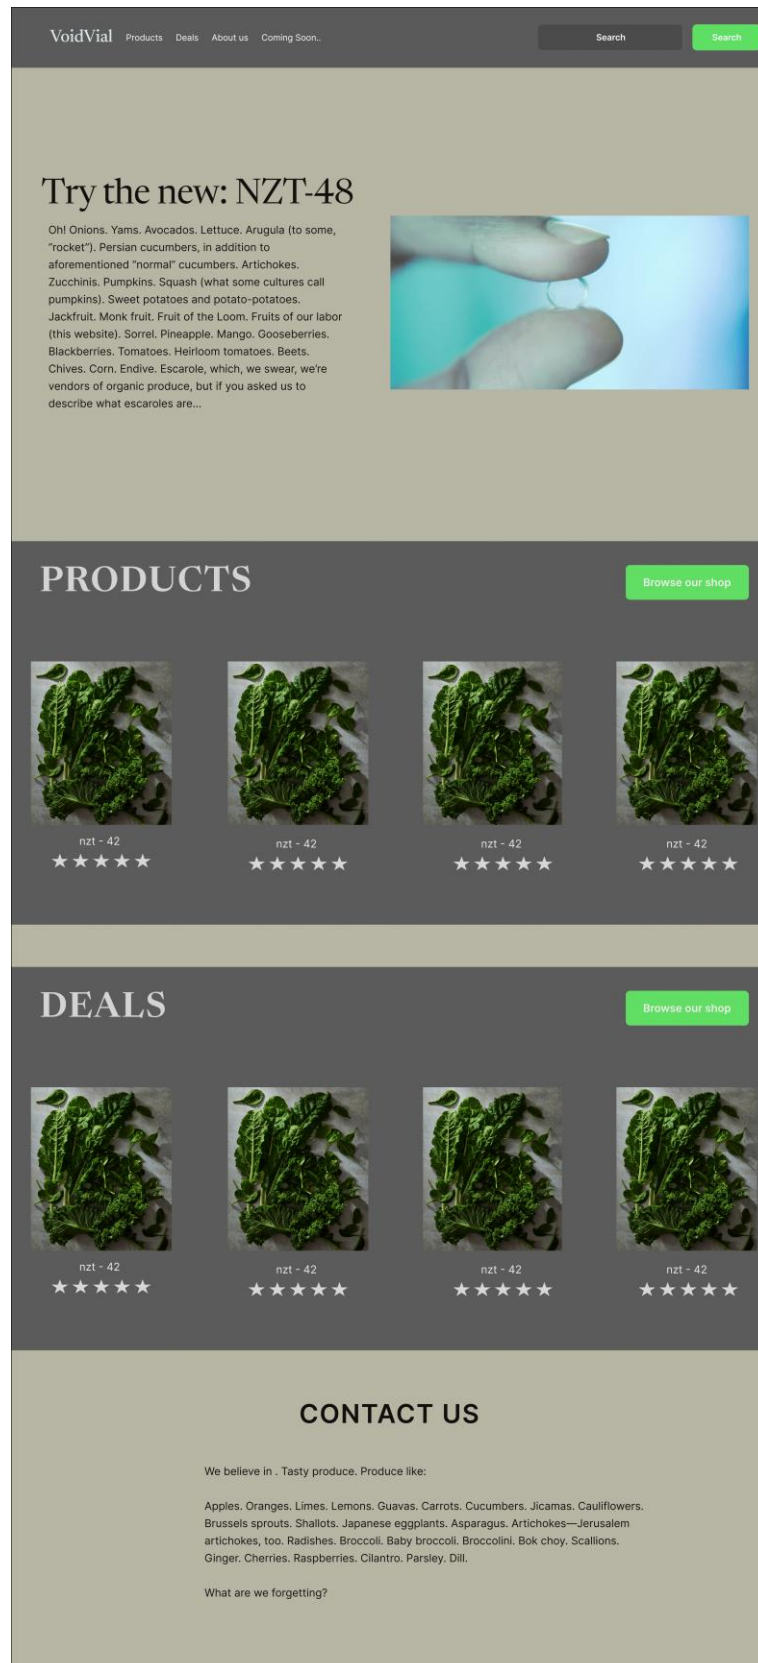 VoidVial Products Deals About us Coming Soon.. Search Search
Try the new: NZT-48
Oh! Onions. Yams. Avocados. Lettuce. Arugula (to some,
“rocket”). Persian cucumbers, in addition to
aforementioned “normal” cucumbers. Artichokes.
Zucchinis. Pumpkins. Squash (what some cultures call
pumpkins). Sweet potatoes and potato-potatoes.
Jackfruit. Monk fruit. Fruit of the Loom. Fruits of our labor
(this website). Sorrel. Pineapple. Mango. Gooseberries.
Blackberries. Tomatoes. Heirloom tomatoes. Beets.
Chives. Corn. Endive. Escarole, which, we swear, we’re
vendors of organic produce, but if you asked us to
describe what escaroles are...
PRODUCTS
Browse our shop
nzt - 42
nzt - 42
nzt - 42
nzt - 42
DEALS
Browse our shop
nzt - 42
nzt - 42
nzt - 42
nzt - 42
CONTACT US
We believe in . Tasty produce. Produce like:
Apples. Oranges. Limes. Lemons. Guavas. Carrots. Cucumbers. Jicamas. Cauliflowers.
Brussels sprouts. Shallots. Japanese eggplants. Asparagus. Artichokes—Jerusalem
artichokes, too. Radishes. Broccoli. Baby broccoli. Broccolini. Bok choy. Scallions.
Ginger. Cherries. Raspberries. Cilantro. Parsley. Dill.
What are we forgetting?